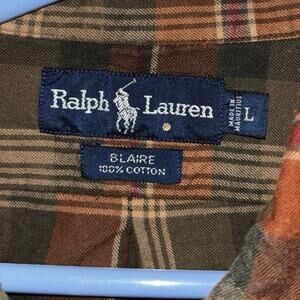 Ralph Lauren
MADE IN
MAURITIUS
L
BLAIRE
100% COTTON